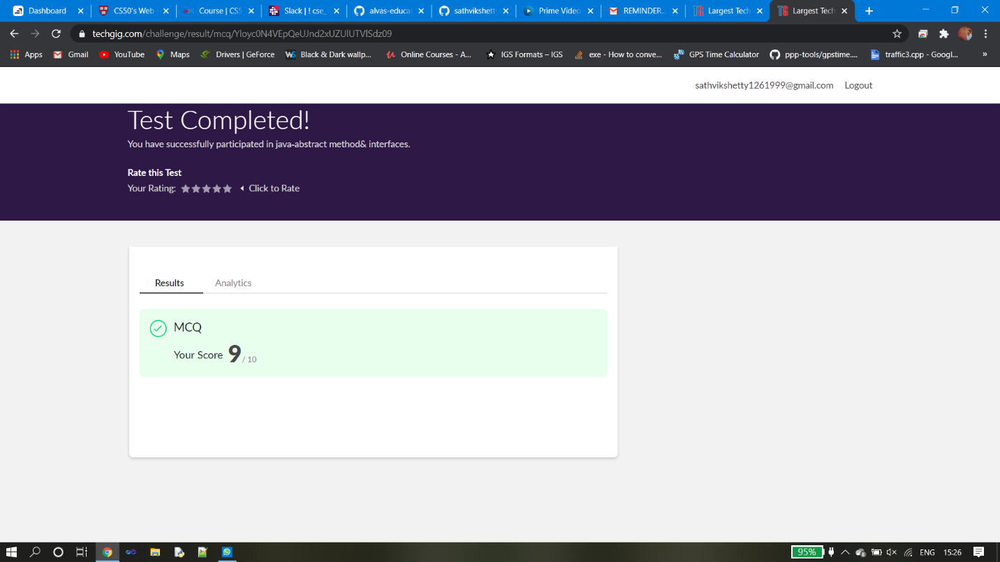 Dashboard
CS50's Web
Course | CS5
Slack | ! cse_
alvas-educat
sathvikshett
Prime Video
REMINDER
Largest Tech
Largest Tech
techgig.com/challenge/result/mcq/Yloyc0N4VEpQeUJnd2xUZUlUTVlSdz09
Apps
Gmail
YouTube
Maps
Drivers | GeForce
Black & Dark wallp...
Online Courses - A...
IGS Formats – IGS
exe - How to conve...
GPS Time Calculator
ppp-tools/gpstime....
traffic3.cpp - Googl...
»
sathvikshetty1261999@gmail.com Logout
Test Completed!
You have successfully participated in java-abstract method& interfaces.
Rate this Test
Your Rating: Click to Rate
Results Analytics
MCQ
Your Score 9 / 10
95% ENG 15:26